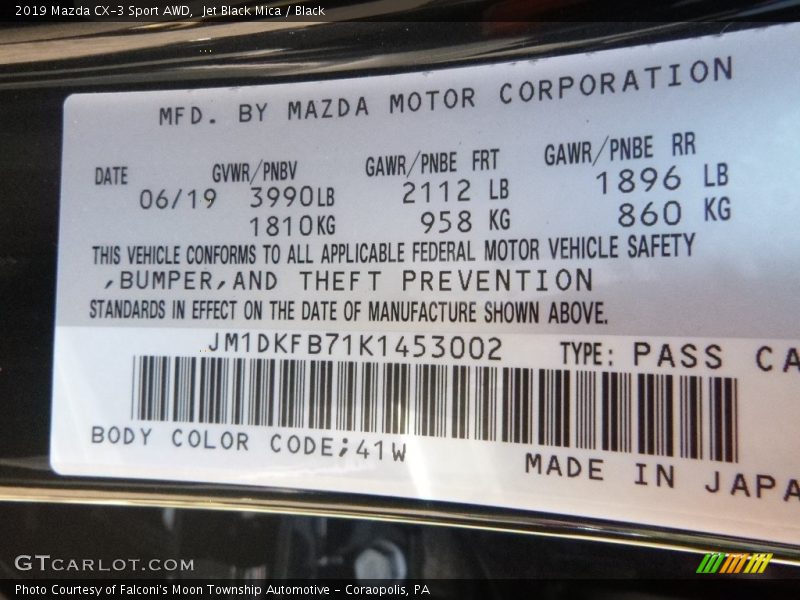 2019 Mazda CX-3 Sport AWD,  Jet Black Mica / Black
MFD. BY MAZDA MOTOR CORPORATION
DATE GVWR/PNBV GAWR/PNBE FRT GAWR/PNBE RR
06/19 3990LB 2112 LB 1896 LB
1810KG 958 KG 860 KG
THIS VEHICLE CONFORMS TO ALL APPLICABLE FEDERAL MOTOR VEHICLE SAFETY
,BUMPER,AND THEFT PREVENTION
STANDARDS IN EFFECT ON THE DATE OF MANUFACTURE SHOWN ABOVE.
JM1DKFB71K1453002 TYPE: PASS CA
BODY COLOR CODE;41W
MADE IN JAPA
GTCARLOT.COM
Photo Courtesy of Falconi's Moon Township Automotive - Coraopolis, PA